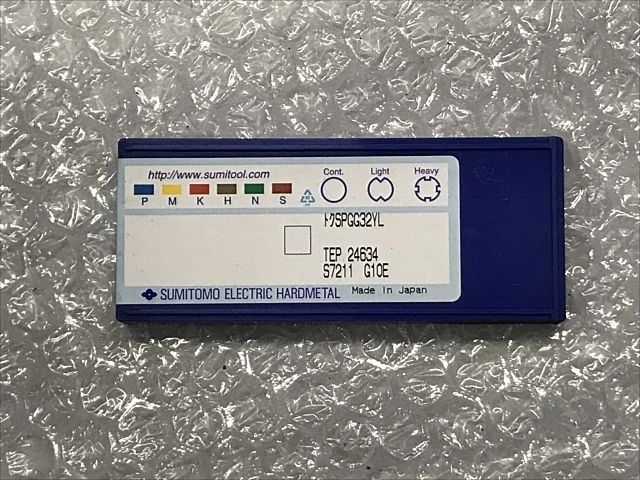 http://www.sumitool.com
Cont. Light Heavy
P M K H N S
トクSPGG32YL
TEP 24634
S7211 G10E
SUMITOMO ELECTRIC HARDMETAL Made In Japan